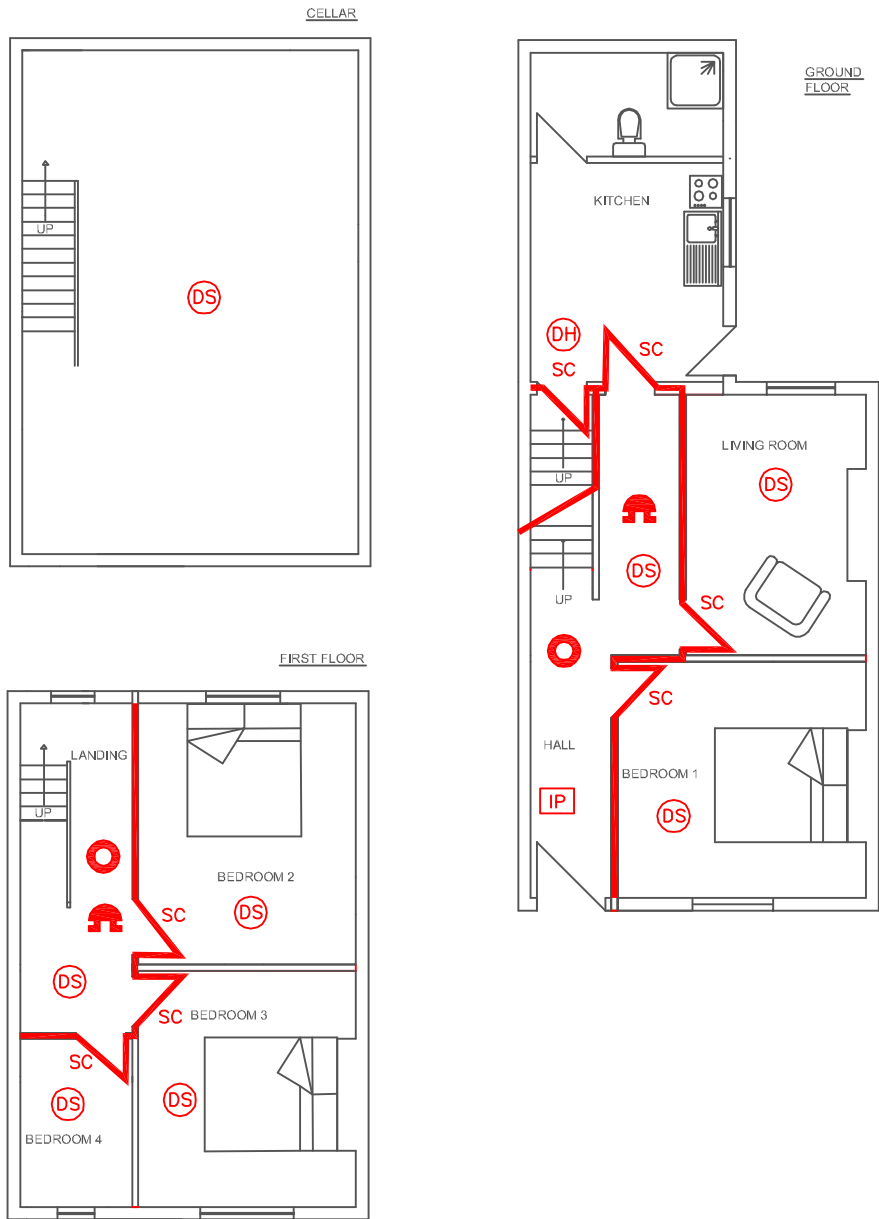 CELLAR
UP
DS
GROUND
FLOOR
KITCHEN
DH
SC
SC
LIVING ROOM
DS
UP
DS
UP
SC
SC
HALL
BEDROOM 1
IP
DS
FIRST FLOOR
LANDING
UP
BEDROOM 2
DS
SC
DS
SC
BEDROOM 3
SC
DS
DS
BEDROOM 4